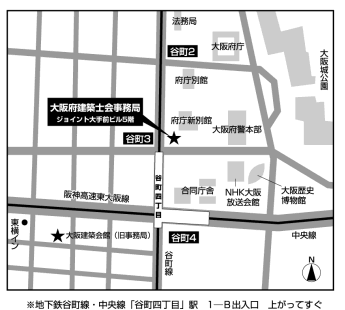 法務局
谷町2
大阪府庁
大阪城公園
府庁別館
大阪府建築士会事務局
ジョイント大手前ビル5階
府庁新別館
谷町3
大阪府警本部
谷町四丁目
合同庁舎
NHK大阪
放送会館
大阪歴史
博物館
阪神高速東大阪線
東横イン
大阪建築会館（旧事務局）
谷町4
中央線
谷町線
N
※地下鉄谷町線・中央線「谷町四丁目」駅　1―B出入口　上がってすぐ